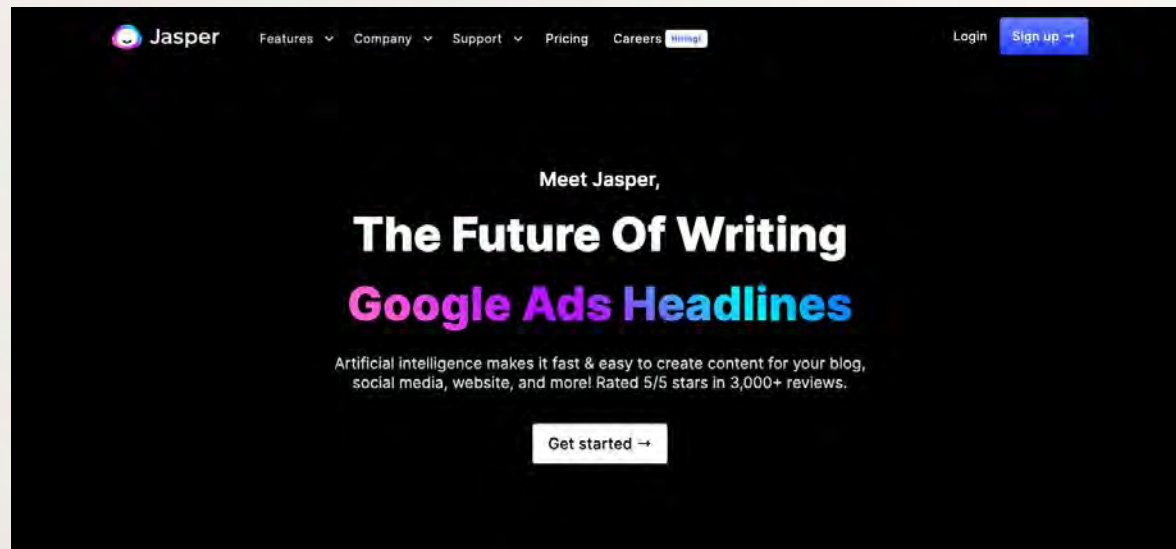 Jasper
Features Company Support Pricing Careers Hiring!
Login Sign up →
Meet Jasper,
The Future Of Writing
Google Ads Headlines
Artificial intelligence makes it fast & easy to create content for your blog,
social media, website, and more! Rated 5/5 stars in 3,000+ reviews.
Get started →